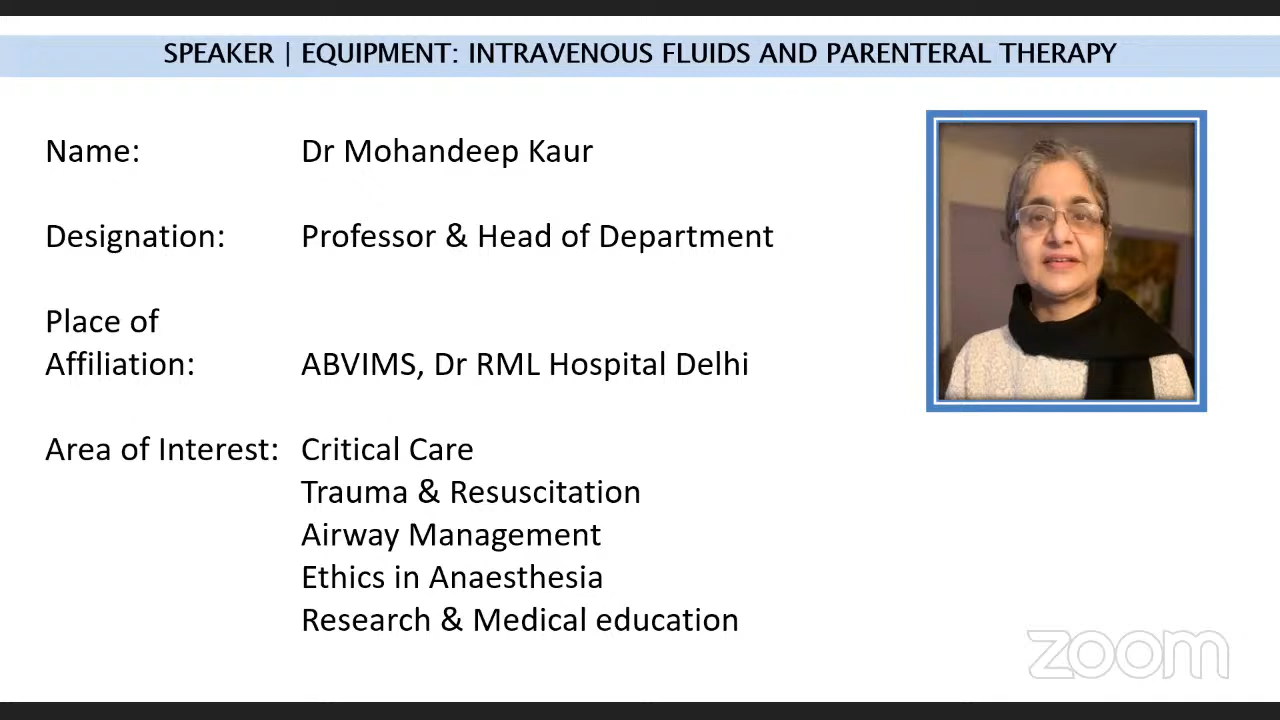 SPEAKER | EQUIPMENT: INTRAVENOUS FLUIDS AND PARENTERAL THERAPY
Name: Dr Mohandeep Kaur
Designation: Professor & Head of Department
Place of
Affiliation: ABVIMS, Dr RML Hospital Delhi
Area of Interest: Critical Care
Trauma & Resuscitation
Airway Management
Ethics in Anaesthesia
Research & Medical education
zoom